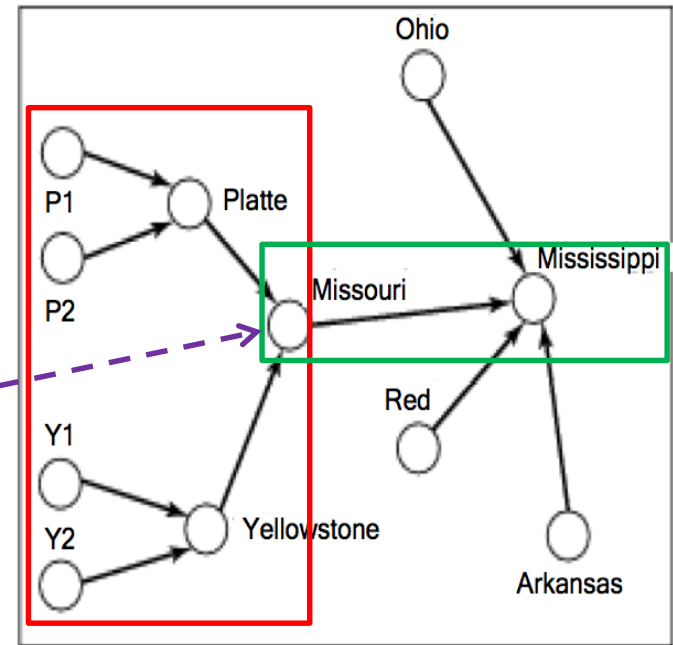 Ohio
P1
Platte
P2
Mississippi
Missouri
Red
Y1
Y2
Yellowstone
Arkansas